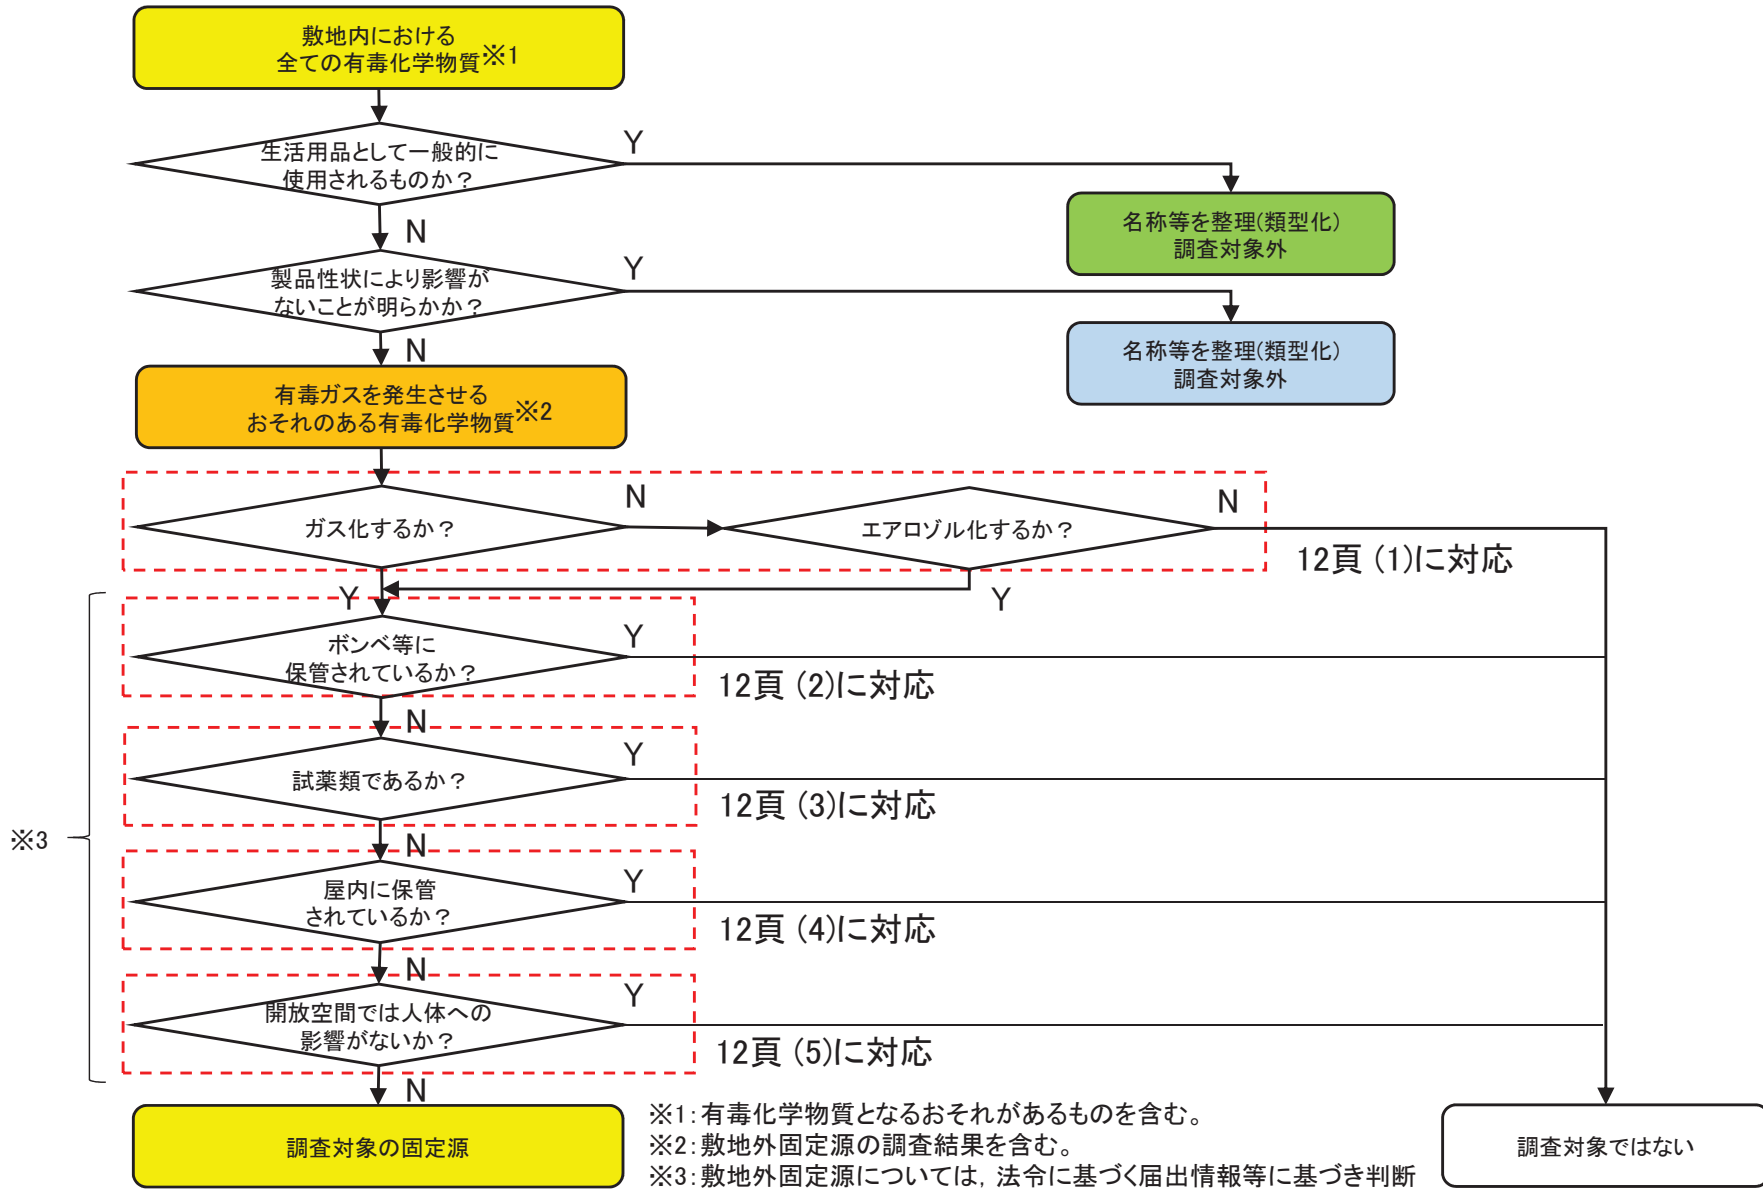 敷地内における
全ての有毒化学物質※1
生活用品として一般的に
使用されるものか？
Y
N
名称等を整理(類型化)
調査対象外
製品性状により影響が
ないことが明らかか？
Y
N
名称等を整理(類型化)
調査対象外
有毒ガスを発生させる
おそれのある有毒化学物質※2
ガス化するか？
N
エアロゾル化するか？
N
12頁 (1)に対応
Y
Y
※3
ボンベ等に
保管されているか？
Y
12頁 (2)に対応
N
試薬類であるか？
Y
12頁 (3)に対応
N
屋内に保管
されているか？
Y
12頁 (4)に対応
N
開放空間では人体への
影響がないか？
Y
12頁 (5)に対応
N
調査対象の固定源
※1：有毒化学物質となるおそれがあるものを含む。
※2：敷地外固定源の調査結果を含む。
※3：敷地外固定源については，法令に基づく届出情報等に基づき判断
調査対象ではない